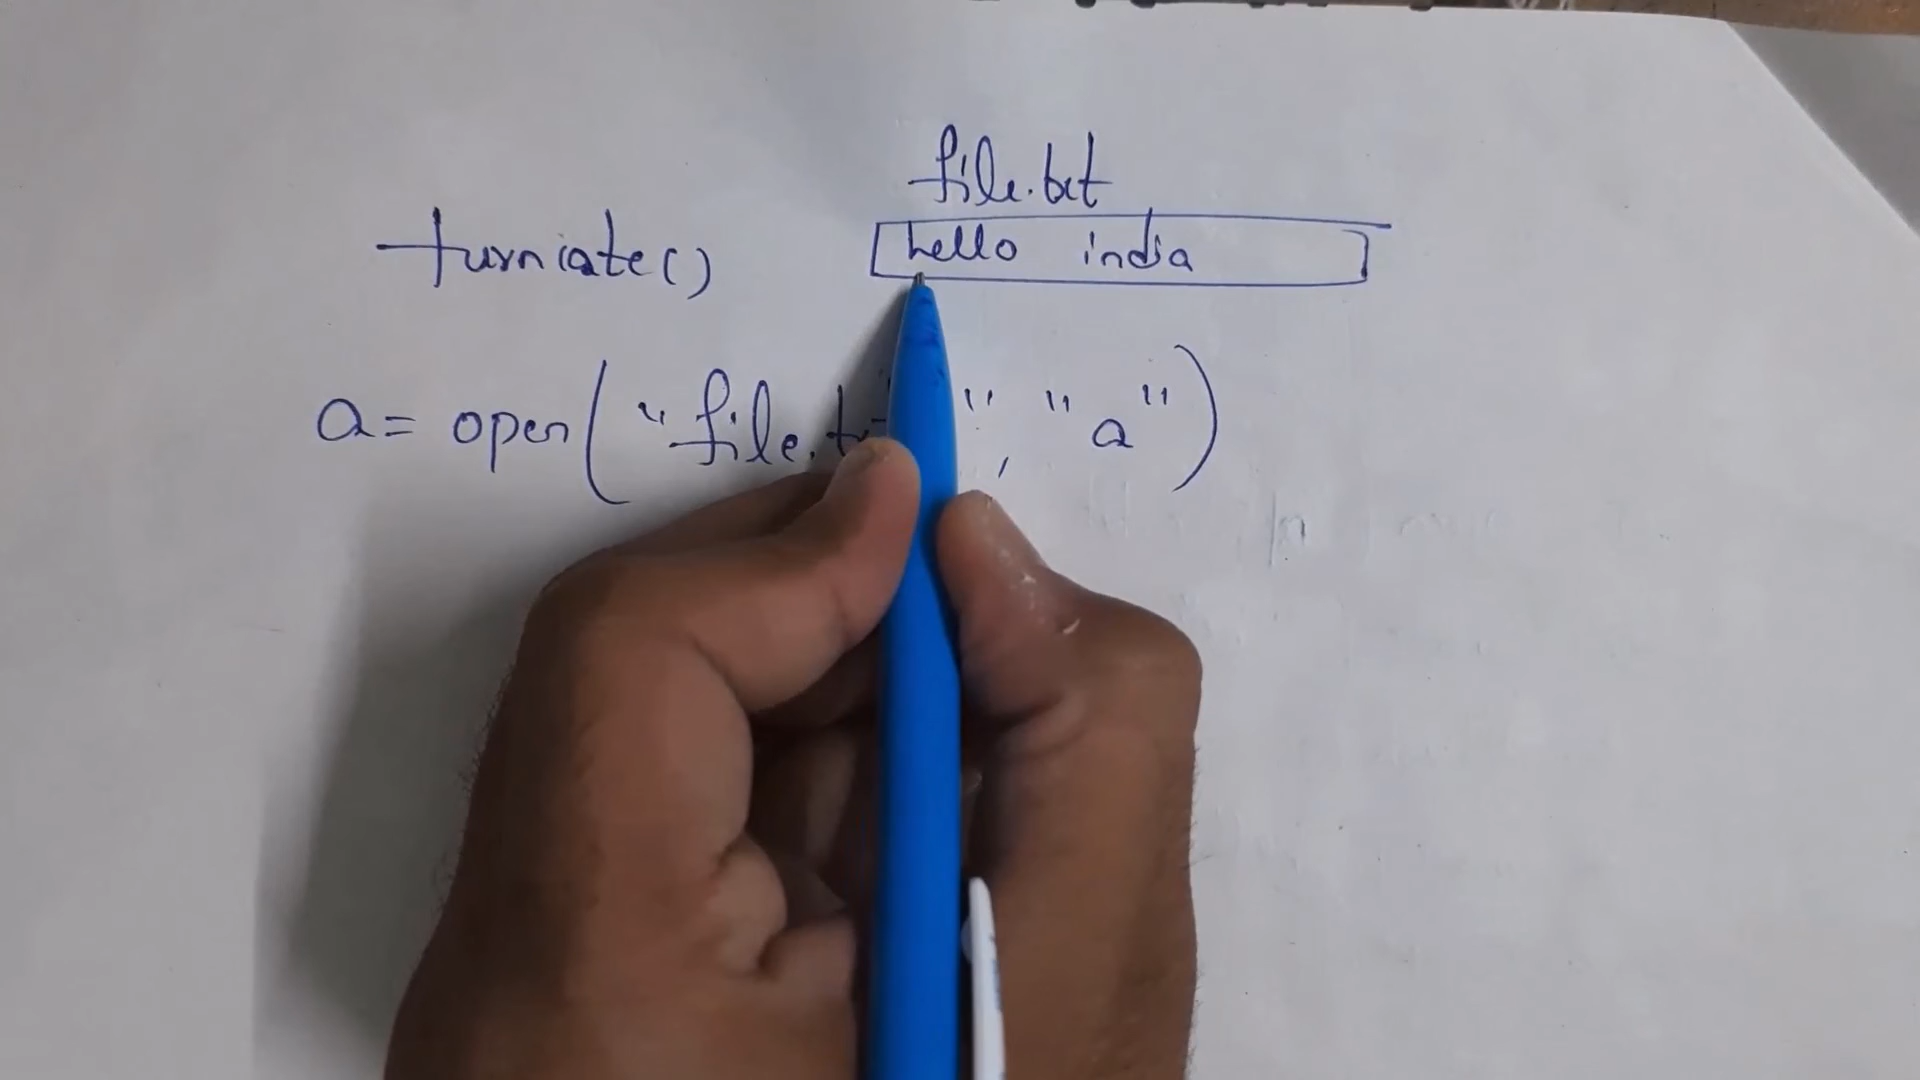 file.txt
turncate() hello india
a= open("file.t ", "a")